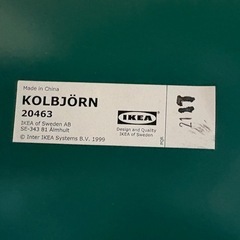 Made in China
KOLBJÖRN
20463
IKEA of Sweden AB
SE-343 81 Älmhult
© Inter IKEA Systems B.V. 1999
IKEA
Design and Quality
IKEA of Sweden